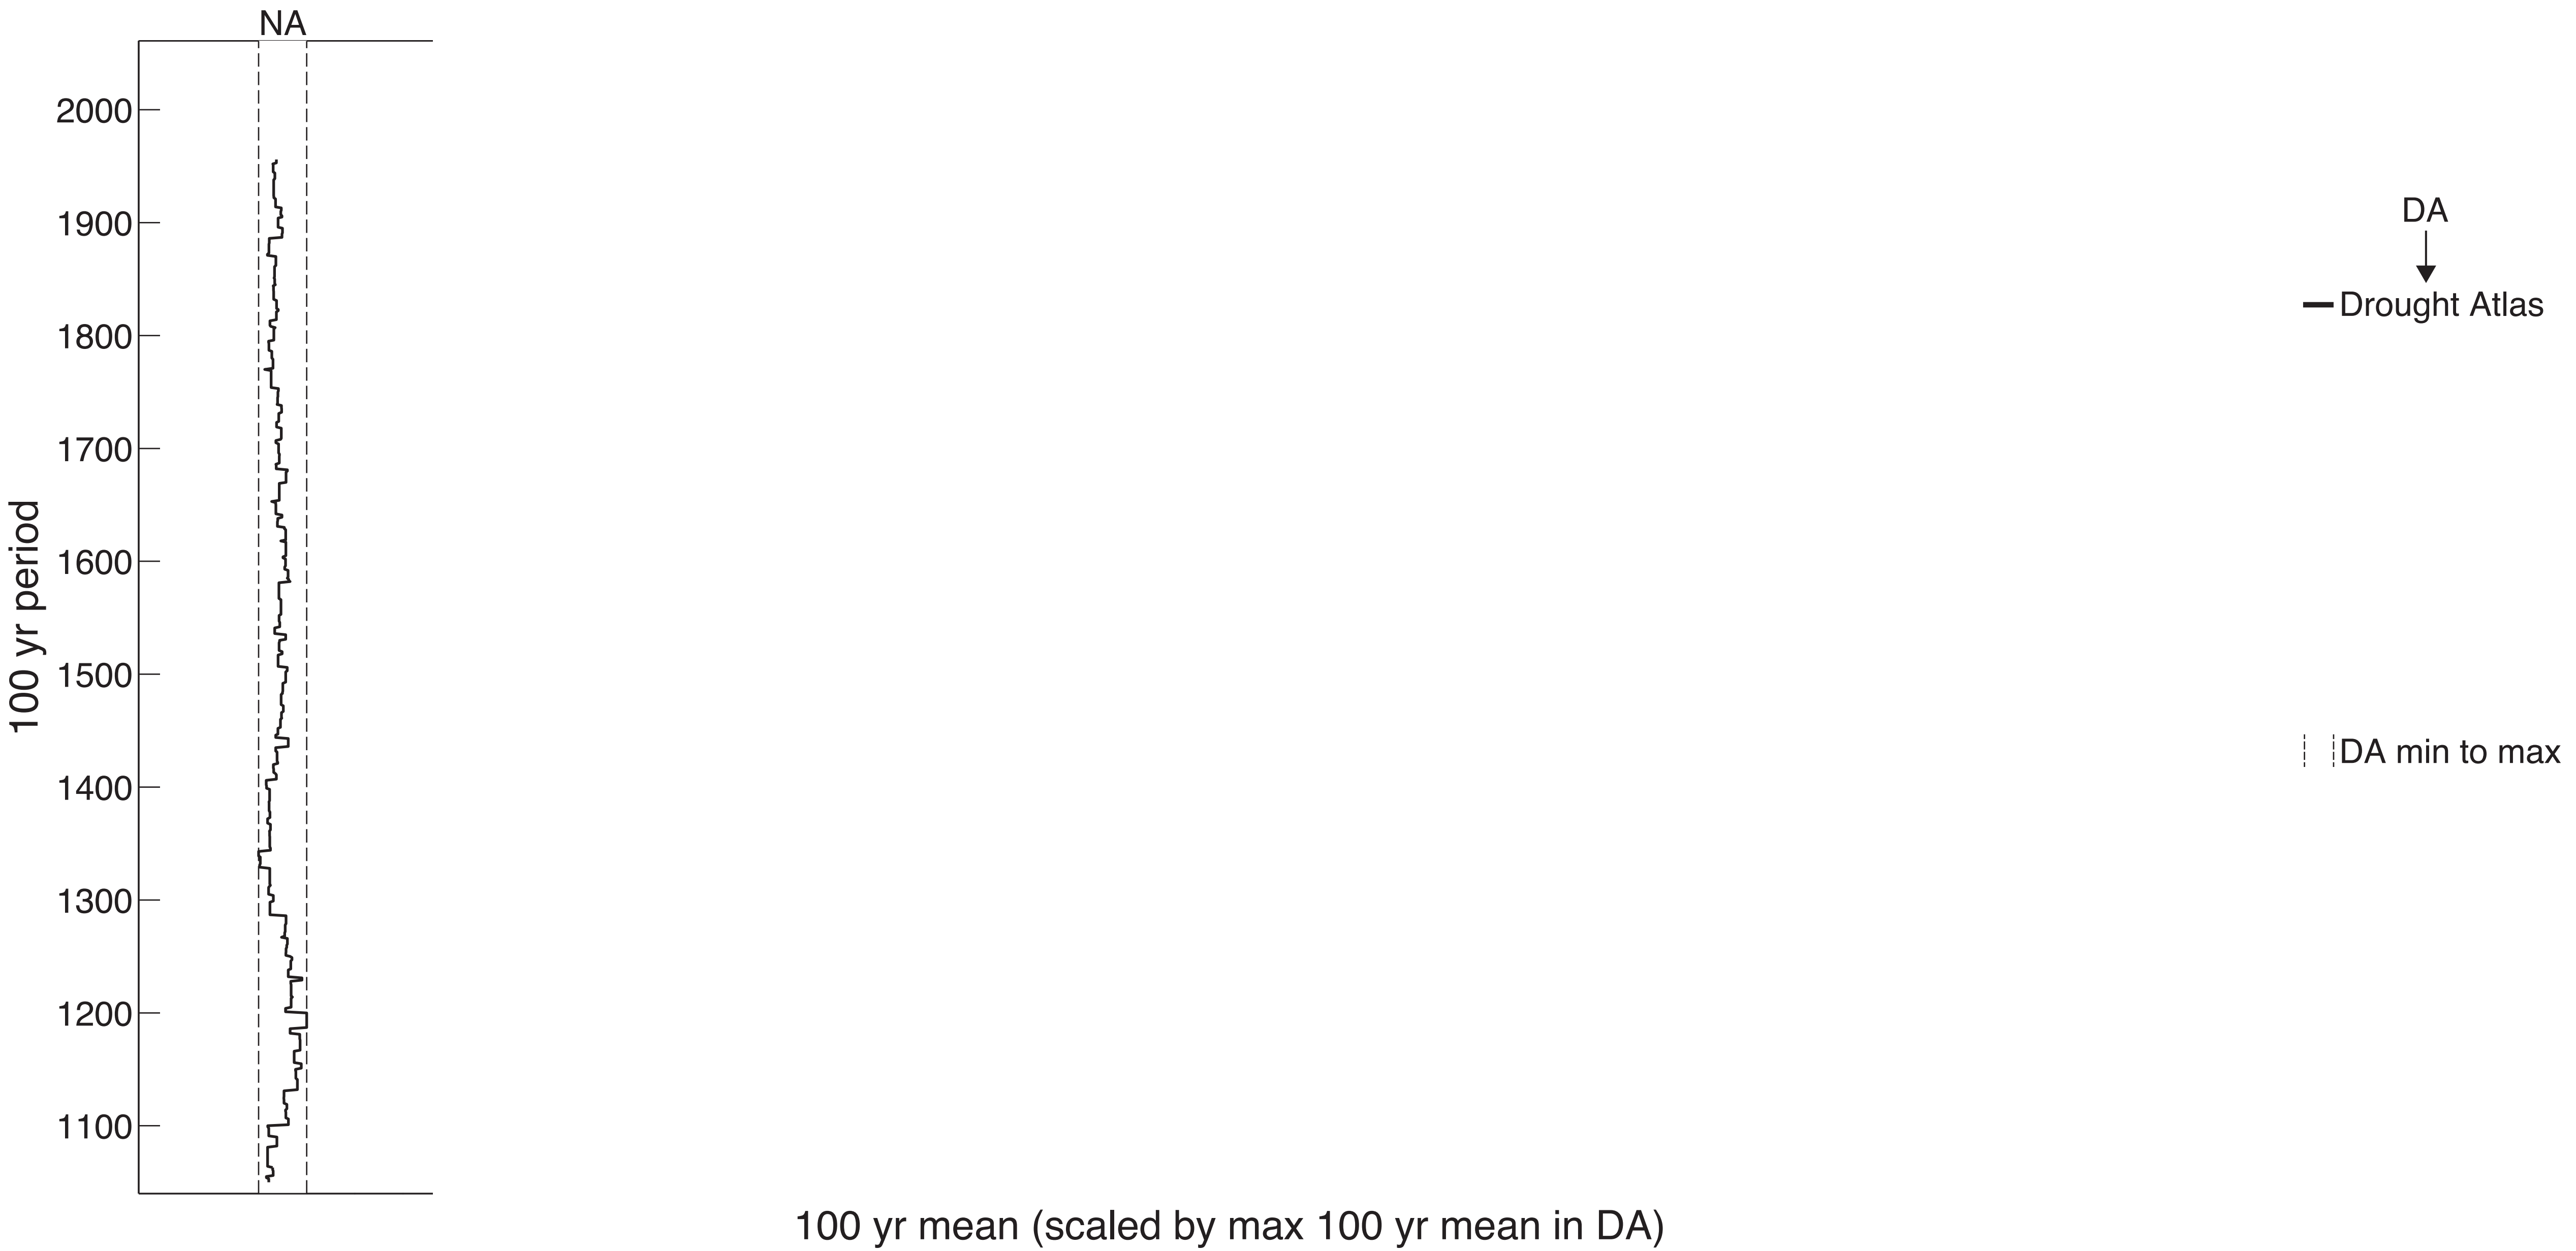 NA
2000
1900
1800
1700
1600
1500
1400
1300
1200
1100
100 yr period
100 yr mean (scaled by max 100 yr mean in DA)
DA
Drought Atlas
DA min to max